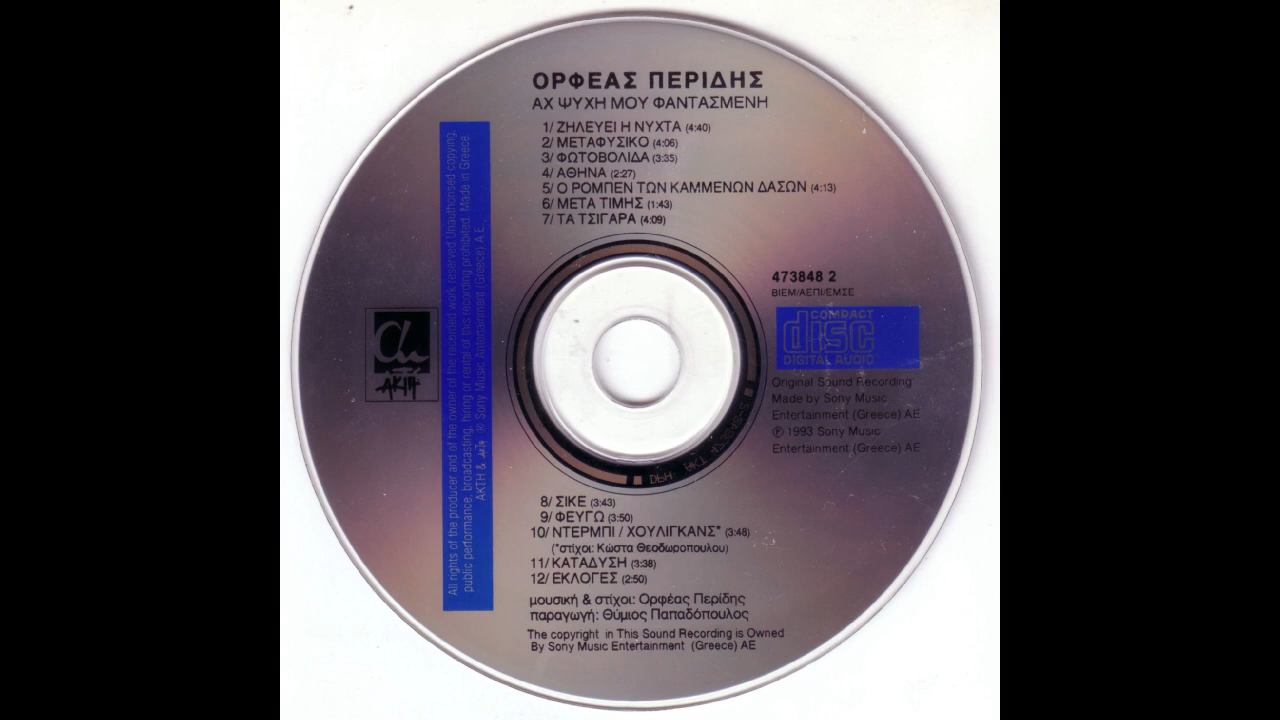 ΟΡΦΕΑΣ ΠΕΡΙΔΗΣ
ΑΧ ΨΥΧΗ ΜΟΥ ΦΑΝΤΑΣΜΕΝΗ
1/ ΖΗΛΕΥΕΙ Η ΝΥΧΤΑ (4:40)
2/ ΜΕΤΑΦΥΣΙΚΟ (4:06)
3/ ΦΩΤΟΒΟΛΙΔΑ (3:35)
4/ ΑΘΗΝΑ (2:27)
5/ Ο ΡΟΜΠΕΝ ΤΩΝ ΚΑΜΜΕΝΩΝ ΔΑΣΩΝ (4:13)
6/ ΜΕΤΑ ΤΙΜΗΣ (1:43)
7/ ΤΑ ΤΣΙΓΑΡΑ (4:09)
All rights of the producer and of the owner of the recorded work reserved. Unauthorised copying,
public performance, broadcasting, hiring or rental of this recording prohibited. Made in Greece.
ΑΚΤΗ & ΑΚΤΗ ® Sony Music Entertainment (Greece) A.E.
ΑΚΤΗ
473848 2
BIEM/ΑΕΠΙ/ΕΜΣΕ
COMPACT
disc
DIGITAL AUDIO
Original Sound Recording
Made by Sony Music
Entertainment (Greece) AE
℗ 1993 Sony Music
Entertainment (Greece) AE
8/ ΣΙΚΕ (3:43)
9/ ΦΕΥΓΩ (3:50)
10/ ΝΤΕΡΜΠΙ / ΧΟΥΛΙΓΚΑΝΣ* (3:48)
(*στίχοι: Κώστα Θεοδωροπουλου)
11/ ΚΑΤΑΔΥΣΗ (3:38)
12/ ΕΚΛΟΓΕΣ (2:50)
μουσική & στίχοι: Ορφέας Περίδης
παραγωγή: Θύμιος Παπαδόπουλος
The copyright in This Sound Recording is Owned
By Sony Music Entertainment (Greece) AE